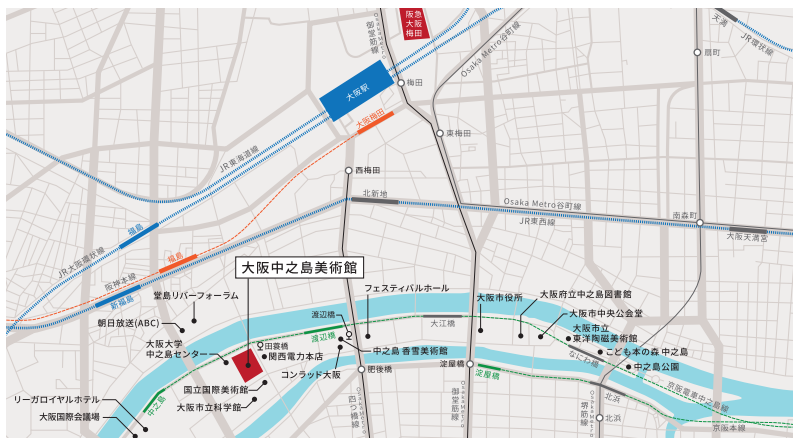 阪急
大阪
梅田
Osaka Metro
御堂筋線
天満
JR環状線
扇町
Osaka Metro谷町線
大阪駅
梅田
大阪梅田
東梅田
JR東海道線
西梅田
北新地
Osaka Metro谷町線
JR東西線
南森町
大阪天満宮
福島
JR大阪環状線
福島
阪神本線
新福島
大阪中之島美術館
堂島リバーフォーラム
フェスティバルホール
大阪市役所
大阪府立中之島図書館
大阪市中央公会堂
朝日放送(ABC)
渡辺橋
渡辺橋
大江橋
大阪市立
東洋陶磁美術館
なにわ橋
こども本の森 中之島
中之島公園
大阪大学
中之島センター
田蓑橋
関西電力本店
中之島 香雪美術館
コンラッド大阪
肥後橋
淀屋橋
淀屋橋
国立国際美術館
大阪市立科学館
リーガロイヤルホテル
大阪国際会議場
中之島
Osaka Metro
四つ橋線
Osaka Metro
御堂筋線
Osaka Metro
堺筋線
北浜
北浜
京阪電車中之島線
京阪本線